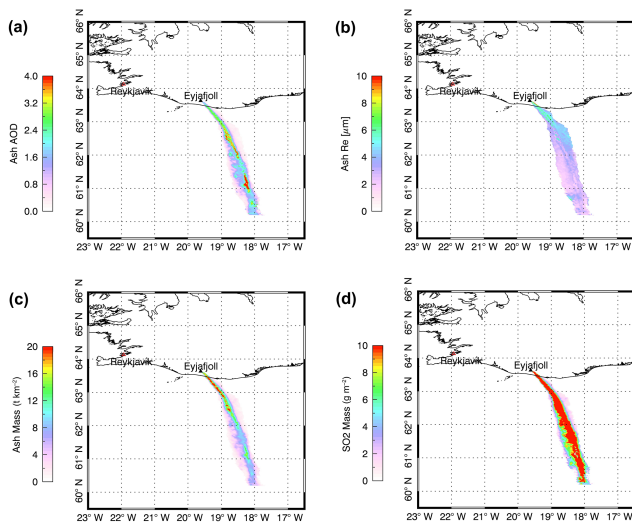 (a)
66° N
65° N
64° N
63° N
62° N
61° N
60° N
4.0
3.2
2.4
1.6
0.8
0.0
Ash AOD
Reykjavik
Eyjafjoll
23° W 22° W 21° W 20° W 19° W 18° W 17° W
(b)
66° N
65° N
64° N
63° N
62° N
61° N
60° N
10
8
6
4
2
0
Ash Re [μm]
Reykjavik
Eyjafjoll
23° W 22° W 21° W 20° W 19° W 18° W 17° W
(c)
66° N
65° N
64° N
63° N
62° N
61° N
60° N
20
16
12
8
4
0
Ash Mass (t km⁻²)
Reykjavik
Eyjafjoll
23° W 22° W 21° W 20° W 19° W 18° W 17° W
(d)
66° N
65° N
64° N
63° N
62° N
61° N
60° N
10
8
6
4
2
0
SO2 Mass (g m⁻²)
Reykjavik
Eyjafjoll
23° W 22° W 21° W 20° W 19° W 18° W 17° W